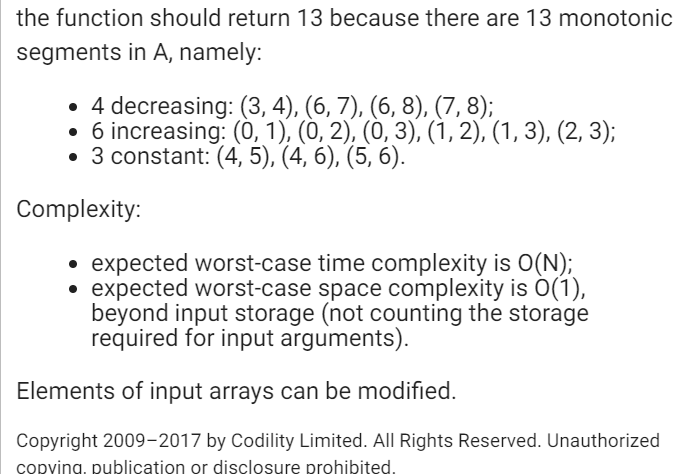 the function should return 13 because there are 13 monotonic
segments in A, namely:
• 4 decreasing: (3, 4), (6, 7), (6, 8), (7, 8);
• 6 increasing: (0, 1), (0, 2), (0, 3), (1, 2), (1, 3), (2, 3);
• 3 constant: (4, 5), (4, 6), (5, 6).
Complexity:
• expected worst-case time complexity is O(N);
• expected worst-case space complexity is O(1),
beyond input storage (not counting the storage
required for input arguments).
Elements of input arrays can be modified.
Copyright 2009–2017 by Codility Limited. All Rights Reserved. Unauthorized
copying, publication or disclosure prohibited.